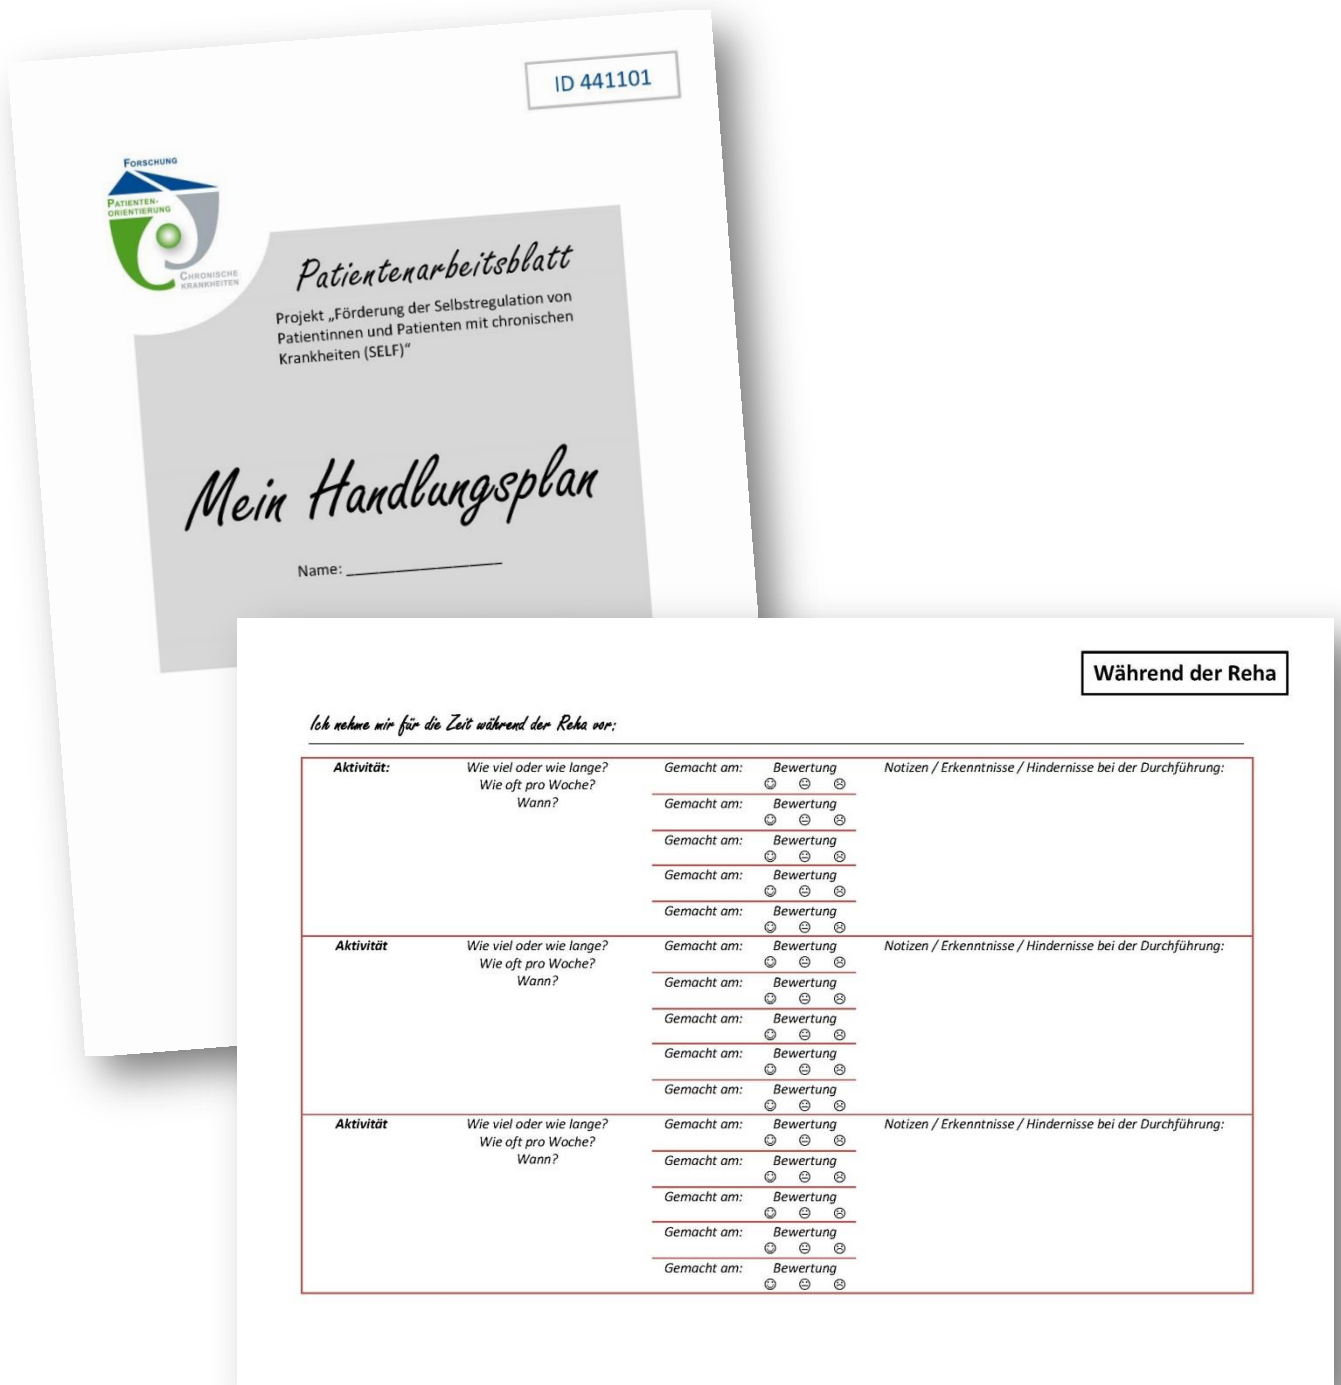 ID 441101
FORSCHUNG
PATIENTEN-
ORIENTIERUNG
CHRONISCHE
KRANKHEITEN
Patientenarbeitsblatt
Projekt „Förderung der Selbstregulation von
Patientinnen und Patienten mit chronischen
Krankheiten (SELF)“
Mein Handlungsplan
Name: ____________________
Während der Reha
Ich nehme mir für die Zeit während der Reha vor:
Aktivität: Wie viel oder wie lange? Gemacht am: Bewertung Notizen / Erkenntnisse / Hindernisse bei der Durchführung:
Wie oft pro Woche? ☺ 😐 ☹
Wann? Gemacht am: Bewertung
☺ 😐 ☹
Gemacht am: Bewertung
☺ 😐 ☹
Gemacht am: Bewertung
☺ 😐 ☹
Gemacht am: Bewertung
☺ 😐 ☹
Aktivität Wie viel oder wie lange? Gemacht am: Bewertung Notizen / Erkenntnisse / Hindernisse bei der Durchführung:
Wie oft pro Woche? ☺ 😐 ☹
Wann? Gemacht am: Bewertung
☺ 😐 ☹
Gemacht am: Bewertung
☺ 😐 ☹
Gemacht am: Bewertung
☺ 😐 ☹
Gemacht am: Bewertung
☺ 😐 ☹
Aktivität Wie viel oder wie lange? Gemacht am: Bewertung Notizen / Erkenntnisse / Hindernisse bei der Durchführung:
Wie oft pro Woche? ☺ 😐 ☹
Wann? Gemacht am: Bewertung
☺ 😐 ☹
Gemacht am: Bewertung
☺ 😐 ☹
Gemacht am: Bewertung
☺ 😐 ☹
Gemacht am: Bewertung
☺ 😐 ☹